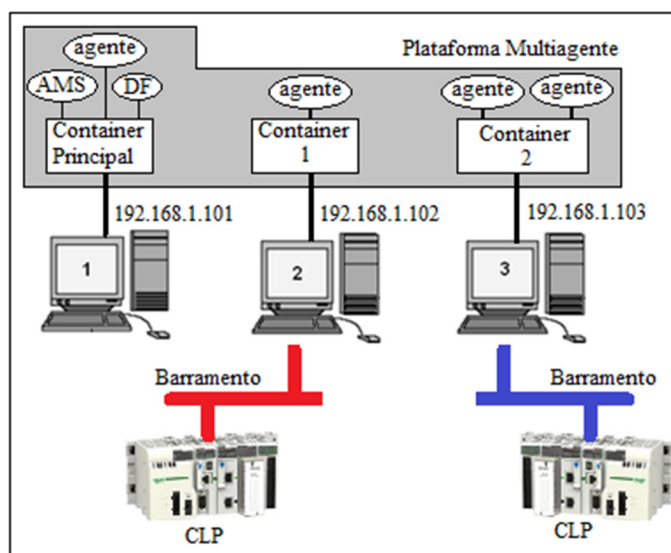 agente
Plataforma Multiagente
AMS
DF
agente
agente
agente
Container
Principal
Container
1
Container
2
192.168.1.101
192.168.1.102
192.168.1.103
1
2
3
Barramento
Barramento
CLP
CLP